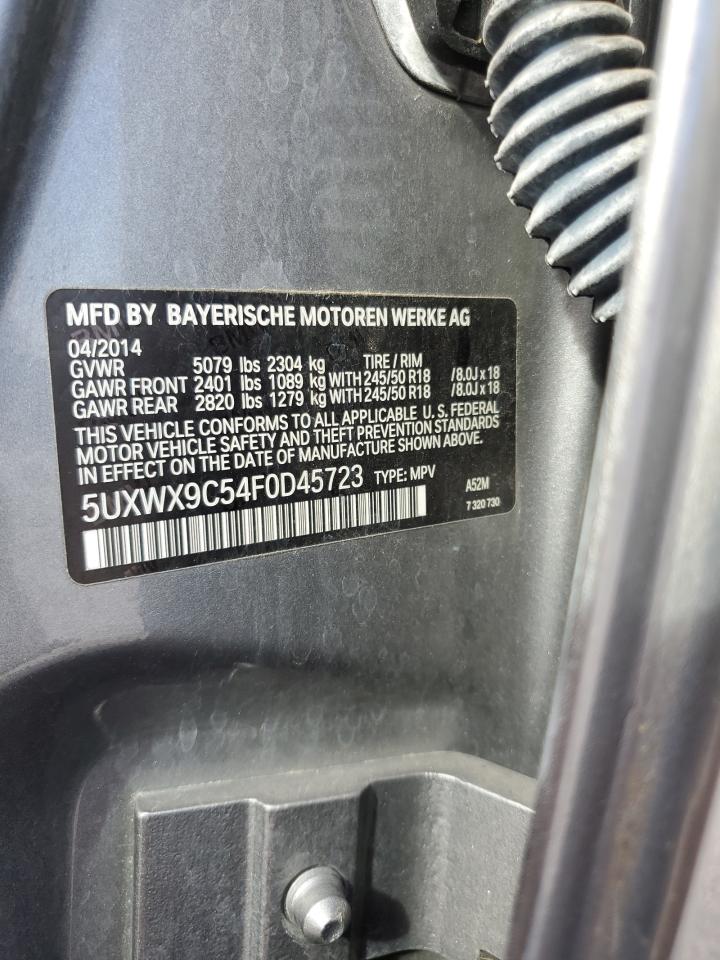 MFD BY BAYERISCHE MOTOREN WERKE AG
04/2014
GVWR 5079 lbs 2304 kg TIRE / RIM
GAWR FRONT 2401 lbs 1089 kg WITH 245/50 R18 /8.0J x 18
GAWR REAR 2820 lbs 1279 kg WITH 245/50 R18 /8.0J x 18
THIS VEHICLE CONFORMS TO ALL APPLICABLE U. S. FEDERAL
MOTOR VEHICLE SAFETY AND THEFT PREVENTION STANDARDS
IN EFFECT ON THE DATE OF MANUFACTURE SHOWN ABOVE.
5UXWX9C54F0D45723 TYPE: MPV A52M
7 320 730